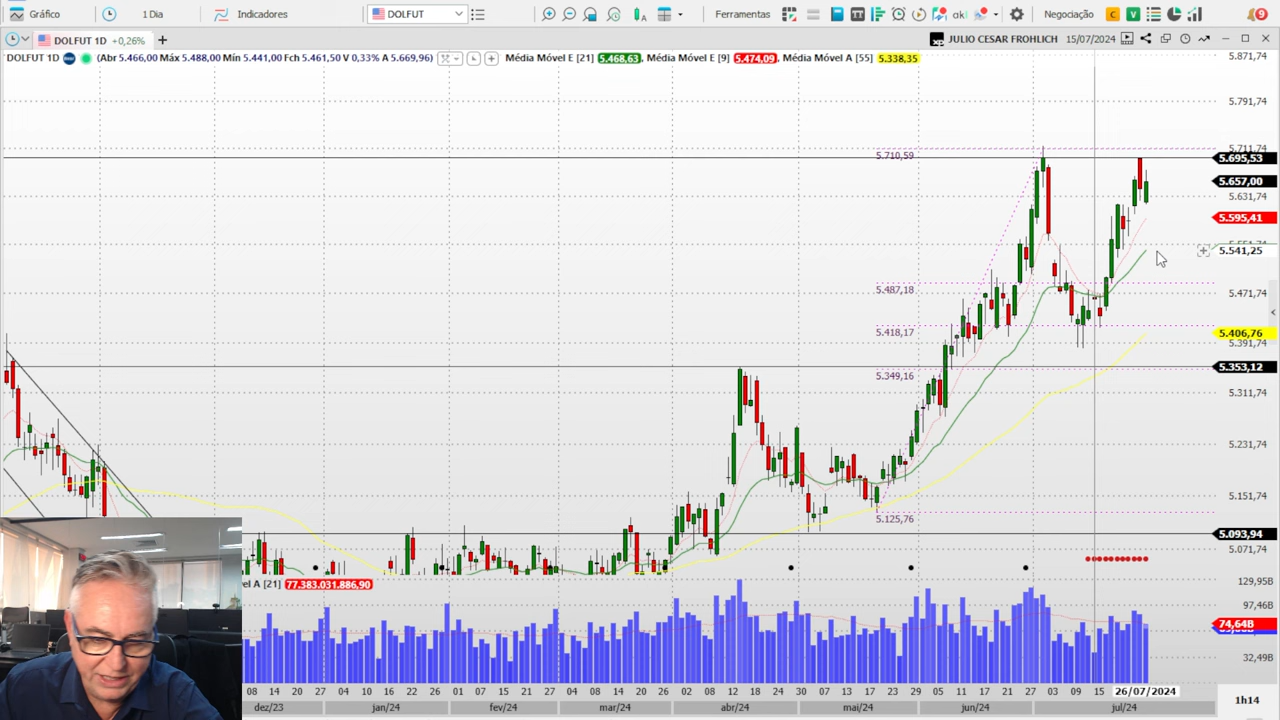 Gráfico 1 Dia Indicadores DOLFUT Ferramentas Negociação 9
DOLFUT 1D +0,26% + xp JULIO CESAR FROHLICH 15/07/2024
DOLFUT 1D (Abr 5.466,00 Máx 5.488,00 Mín 5.441,00 Fch 5.461,50 V 0,33% A 5.669,96) Média Móvel E [21] 5.468,63, Média Móvel E [9] 5.474,09, Média Móvel A [55] 5.338,35
5.871,74
5.791,74
5.711,74
5.710,59
5.695,53
5.657,00
5.631,74
5.595,41
5.541,25
5.487,18
5.471,74
5.418,17
5.406,76
5.391,74
5.353,12
5.349,16
5.311,74
5.231,74
5.151,74
5.125,76
5.093,94
5.071,74
el A [21] 77.383.031.886,90
129,95B
97,46B
74,64B
32,49B
08 14 20 27 04 10 16 22 01 10 17 23 01 07 15 21 27 04 08 14 20 26 02 08 12 18 24 30 07 13 17 23 29 05 11 17 21 27 03 09 15 26/07/2024
dez/23 jan/24 fev/24 mar/24 abr/24 mai/24 jun/24 jul/24
1h14